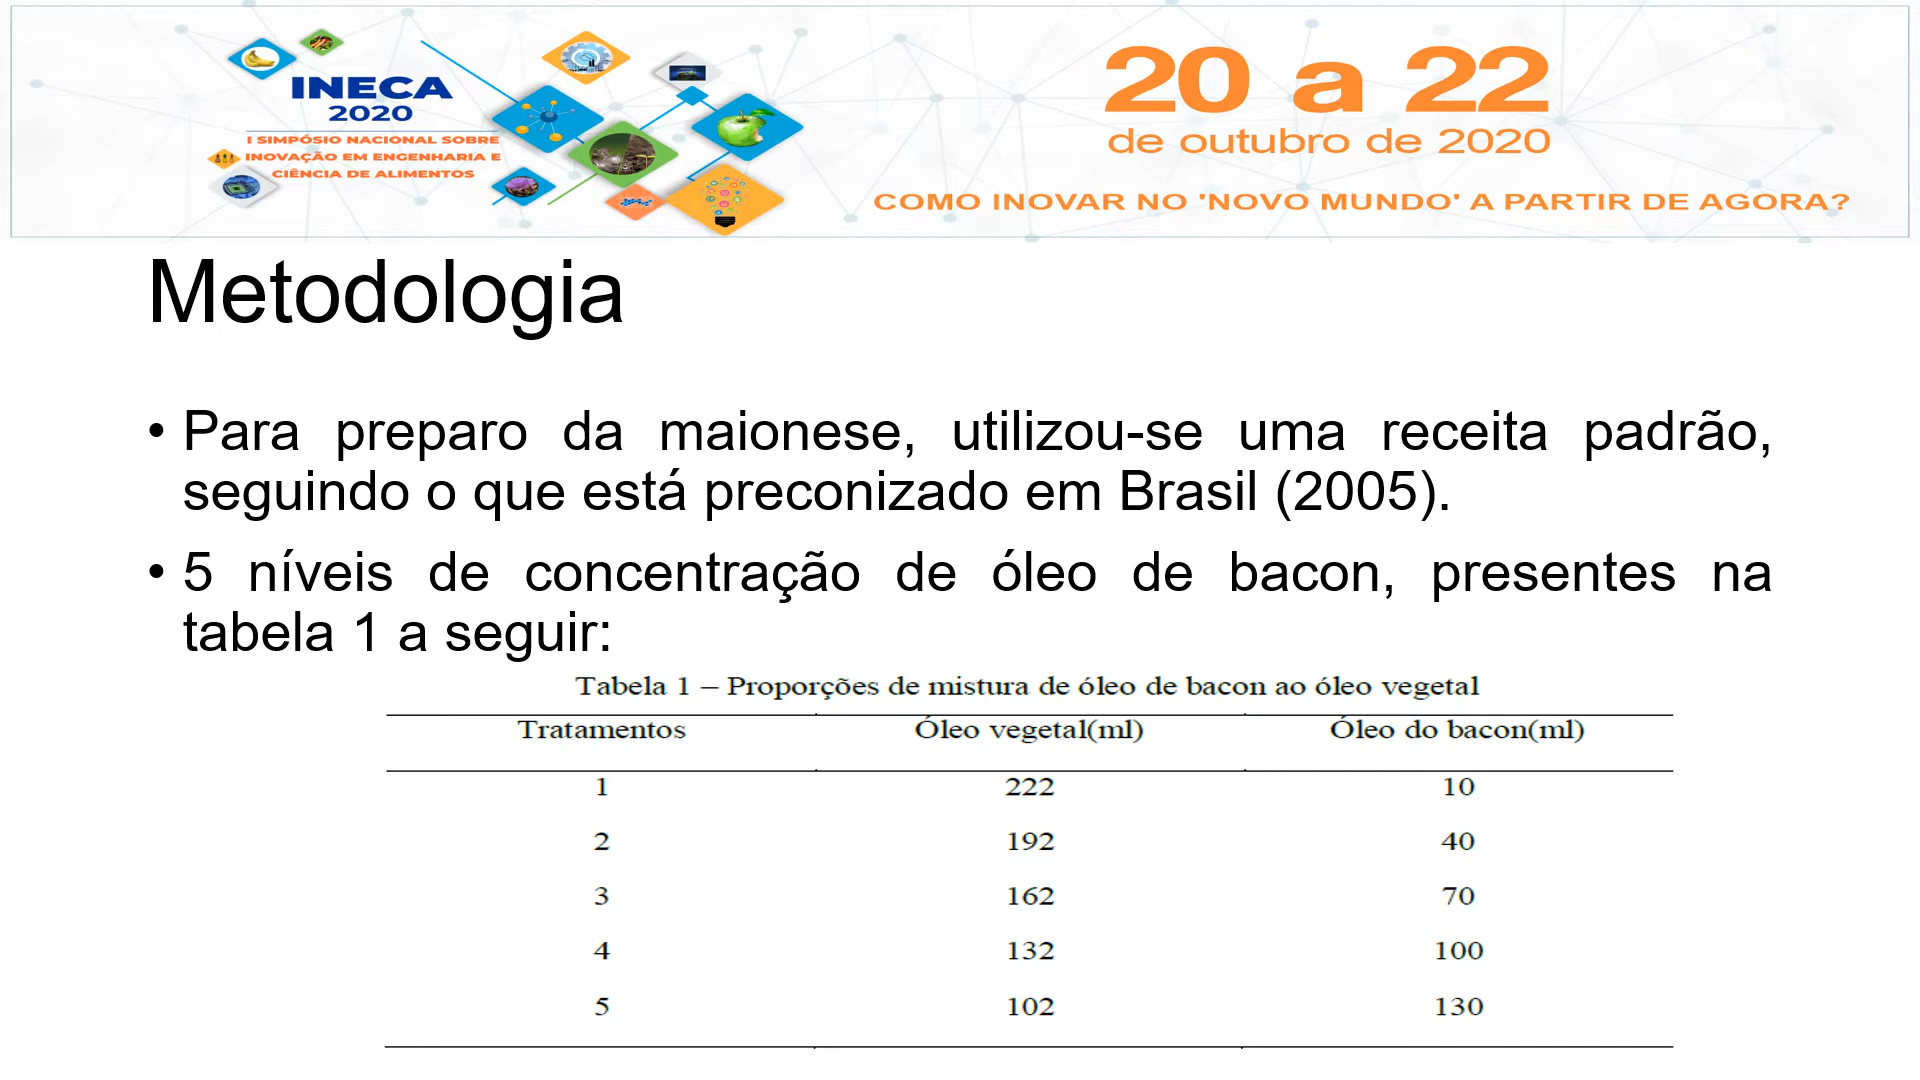 INECA
2020
I SIMPÓSIO NACIONAL SOBRE
INOVAÇÃO EM ENGENHARIA E
CIÊNCIA DE ALIMENTOS
20 a 22
de outubro de 2020
COMO INOVAR NO 'NOVO MUNDO' A PARTIR DE AGORA?
Metodologia
• Para preparo da maionese, utilizou-se uma receita padrão,
seguindo o que está preconizado em Brasil (2005).
• 5 níveis de concentração de óleo de bacon, presentes na
tabela 1 a seguir:
Tabela 1 – Proporções de mistura de óleo de bacon ao óleo vegetal
Tratamentos Óleo vegetal(ml) Óleo do bacon(ml)
1 222 10
2 192 40
3 162 70
4 132 100
5 102 130